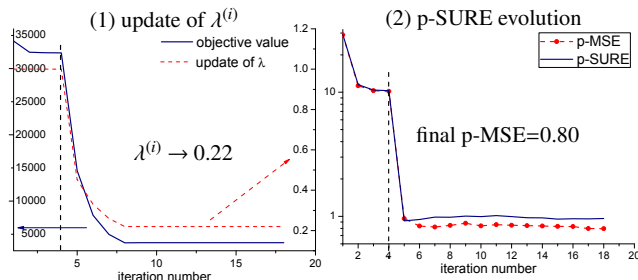 (1) update of λ(i)
objective value
update of λ
λ(i) → 0.22
35000
30000
25000
20000
15000
10000
5000
1.2
1.0
0.8
0.6
0.4
0.2
5
10
15
20
iteration number
(2) p-SURE evolution
p-MSE
p-SURE
final p-MSE=0.80
10
1
0 2 4 6 8 10 12 14 16 18 20
iteration number